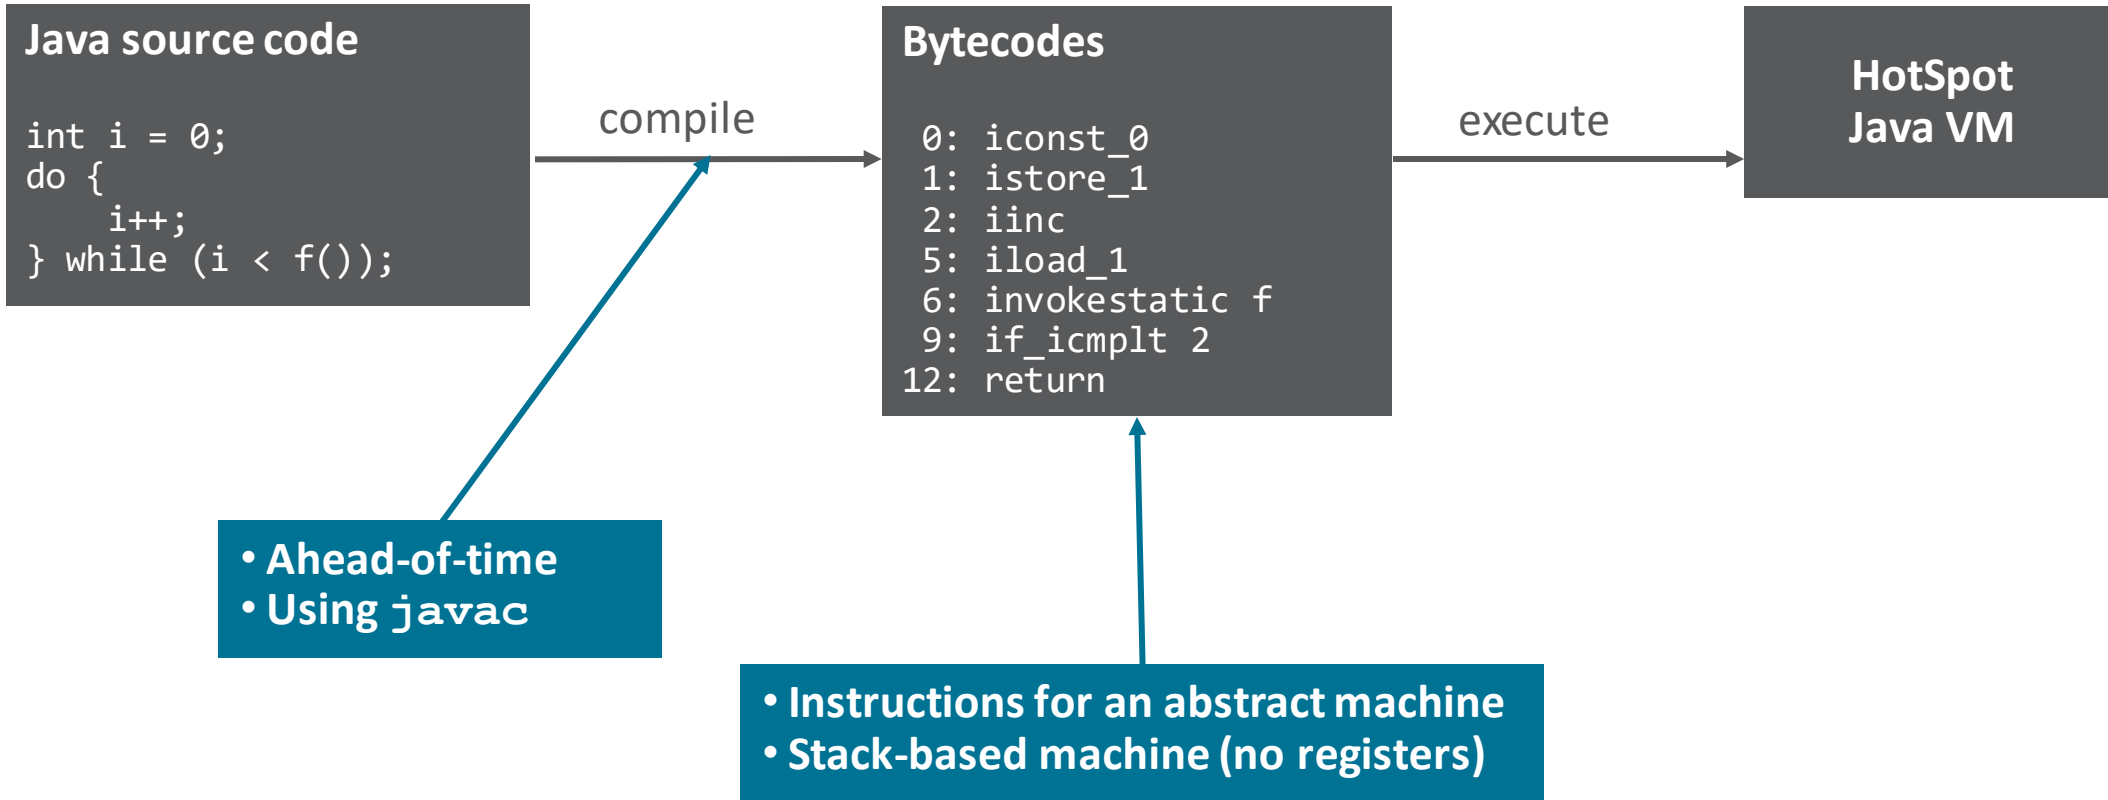 Java source code
int i = 0;
do {
    i++;
} while (i < f());
compile
Bytecodes
0: iconst_0
1: istore_1
2: iinc
5: iload_1
6: invokestatic f
9: if_icmplt 2
12: return
execute
HotSpot
Java VM
• Ahead-of-time
• Using javac
• Instructions for an abstract machine
• Stack-based machine (no registers)